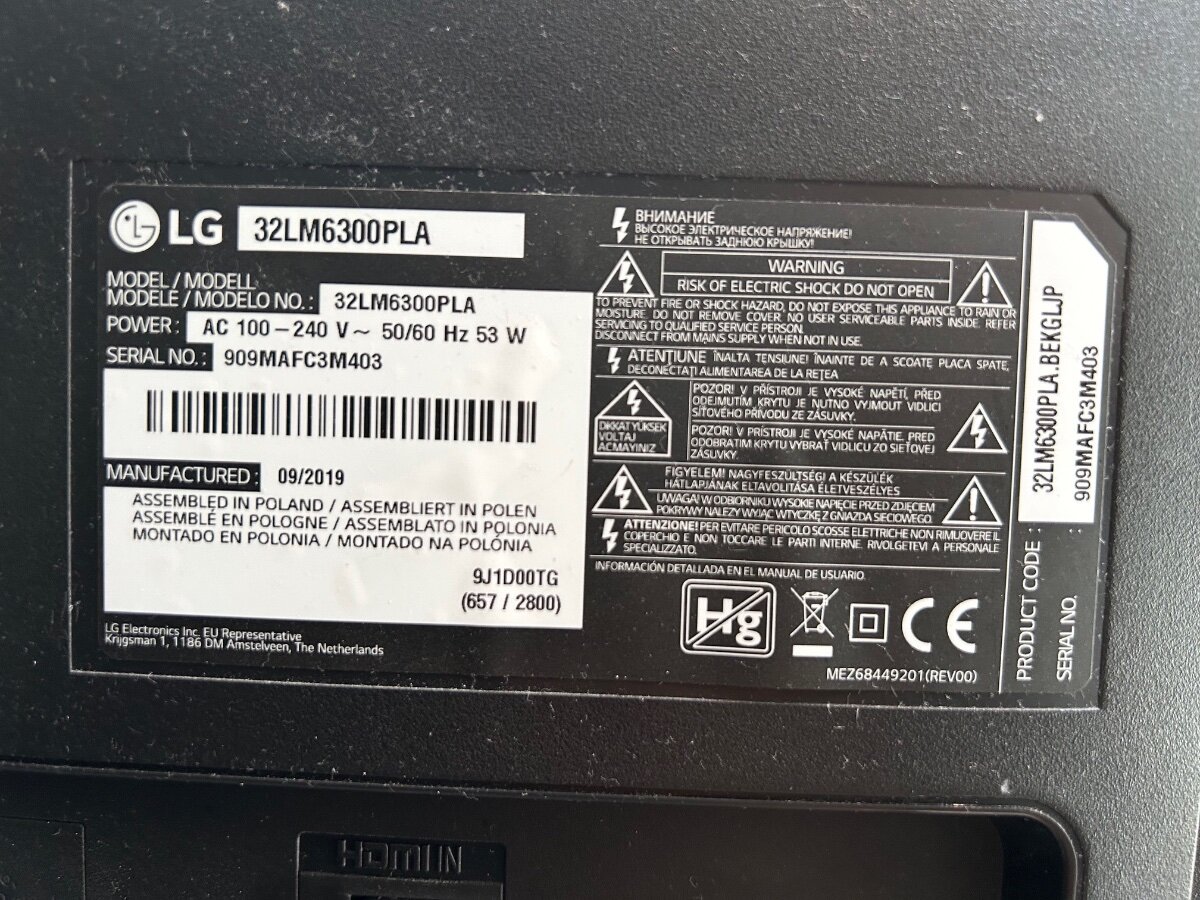 LG 32LM6300PLA
MODEL / MODELL
MODELE / MODELO NO. : 32LM6300PLA
POWER : AC 100 – 240 V ~ 50/60 Hz 53 W
SERIAL NO. : 909MAFC3M403
MANUFACTURED : 09/2019
ASSEMBLED IN POLAND / ASSEMBLIERT IN POLEN
ASSEMBLÉ EN POLOGNE / ASSEMBLATO IN POLONIA
MONTADO EN POLONIA / MONTADO NA POLÓNIA
9J1D00TG
(657 / 2800)
LG Electronics Inc. EU Representative
Krijgsman 1, 1186 DM Amstelveen, The Netherlands
ВНИМАНИЕ
ВЫСОКОЕ ЭЛЕКТРИЧЕСКОЕ НАПРЯЖЕНИЕ!
НЕ ОТКРЫВАТЬ ЗАДНЮЮ КРЫШКУ!
WARNING
RISK OF ELECTRIC SHOCK DO NOT OPEN
TO PREVENT FIRE OR SHOCK HAZARD, DO NOT EXPOSE THIS APPLIANCE TO RAIN OR
MOISTURE. DO NOT REMOVE COVER. NO USER SERVICEABLE PARTS INSIDE. REFER
SERVICING TO QUALIFIED SERVICE PERSON.
DISCONNECT FROM MAINS SUPPLY WHEN NOT IN USE.
ATENŢIUNE ÎNALTA TENSIUNE! ÎNAINTE DE A SCOATE PLACA SPATE,
DECONECTAŢI ALIMENTAREA DE LA REŢEA
DIKKAT YÜKSEK
VOLTAJ
ACMAYINIZ
POZOR! V PŘÍSTROJI JE VYSOKÉ NAPĚTÍ, PŘED
ODEJMUTÍM KRYTU JE NUTNO VYJMOUT VIDLICI
SÍŤOVÉHO PŘÍVODU ZE ZÁSUVKY.
POZOR! V PRÍSTROJI JE VYSOKÉ NAPÄTIE, PRED
ODOBRATIM KRYTU VYBRAŤ VIDLICU ZO SIEŤOVEJ
ZÁSUVKY.
FIGYELEM! NAGYFESZÜLTSÉG! A KÉSZÜLÉK
HÁTLAPJÁNAK ELTAVOLÍTÁSA ÉLETVESZÉLYES
UWAGA! W ODBIORNIKU WYSOKIE NAPIĘCIE PRZED ZDJĘCIEM
POKRYWY NALEŻY WYJĄĆ WTYCZKĘ Z GNIAZDA SIECIOWEGO.
ATTENZIONE! PER EVITARE PERICOLO SCOSSE ELETTRICHE NON RIMUOVERE IL
COPERCHIO E NON TOCCARE LE PARTI INTERNE. RIVOLGETEVI A PERSONALE
SPECIALIZZATO.
INFORMACIÓN DETALLADA EN EL MANUAL DE USUARIO.
Hg
CE
MEZ68449201(REV00)
PRODUCT CODE : 32LM6300PLA.BEKGLJP
SERIAL NO. : 909MAFC3M403
HDMI IN